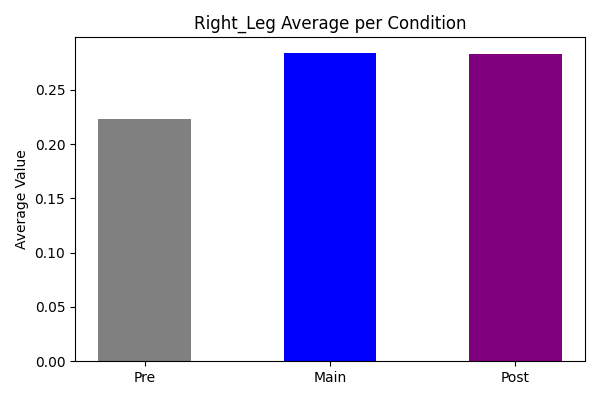 Right_Leg Average per Condition
Average Value
0.25
0.20
0.15
0.10
0.05
0.00
Pre
Main
Post